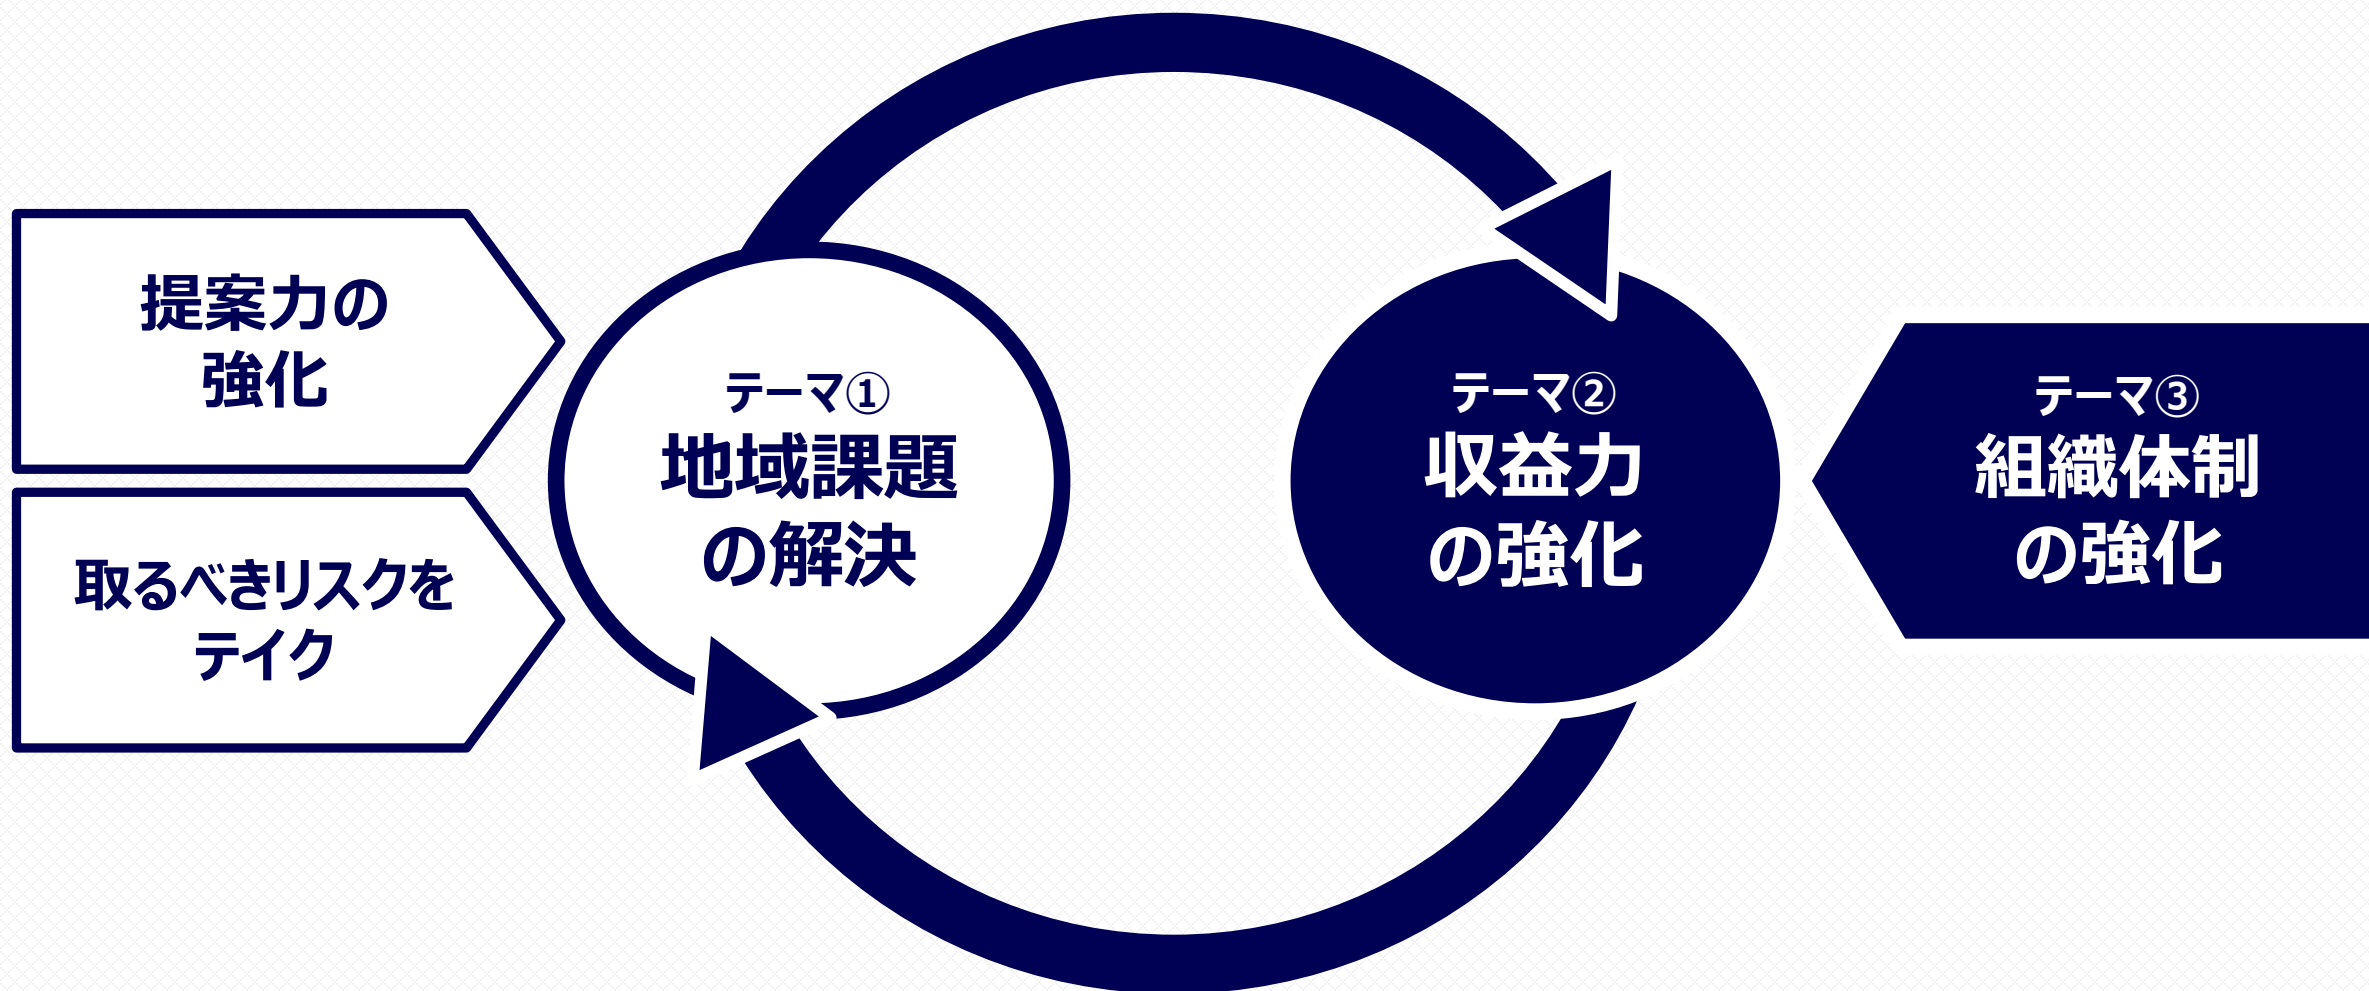 提案力の
強化
取るべきリスクを
テイク
テーマ①
地域課題
の解決
テーマ②
収益力
の強化
テーマ③
組織体制
の強化